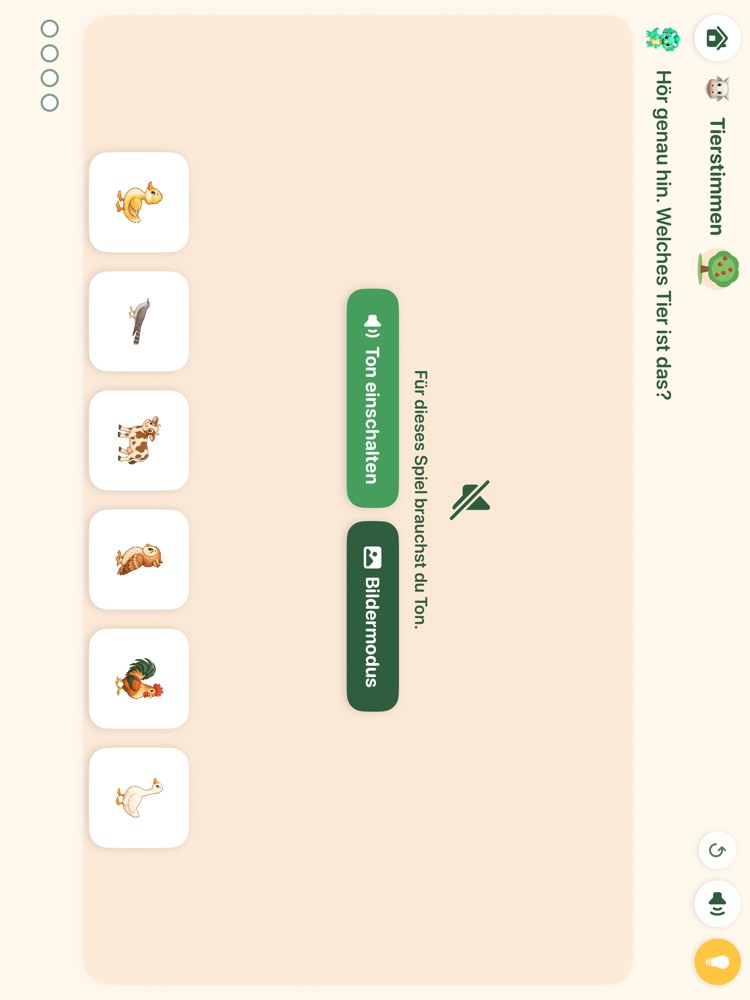 Tierstimmen
Hör genau hin. Welches Tier ist das?
Für dieses Spiel brauchst du Ton.
Ton einschalten
Bildermodus